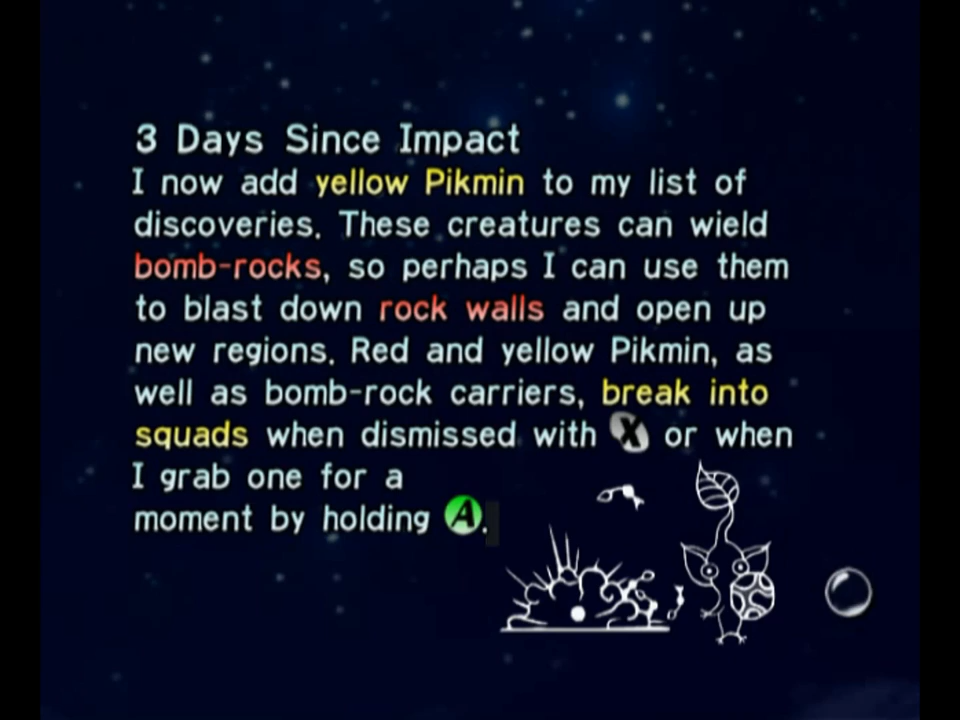 3 Days Since Impact
I now add yellow Pikmin to my list of
discoveries. These creatures can wield
bomb-rocks, so perhaps I can use them
to blast down rock walls and open up
new regions. Red and yellow Pikmin, as
well as bomb-rock carriers, break into
squads when dismissed with X or when
I grab one for a
moment by holding A.